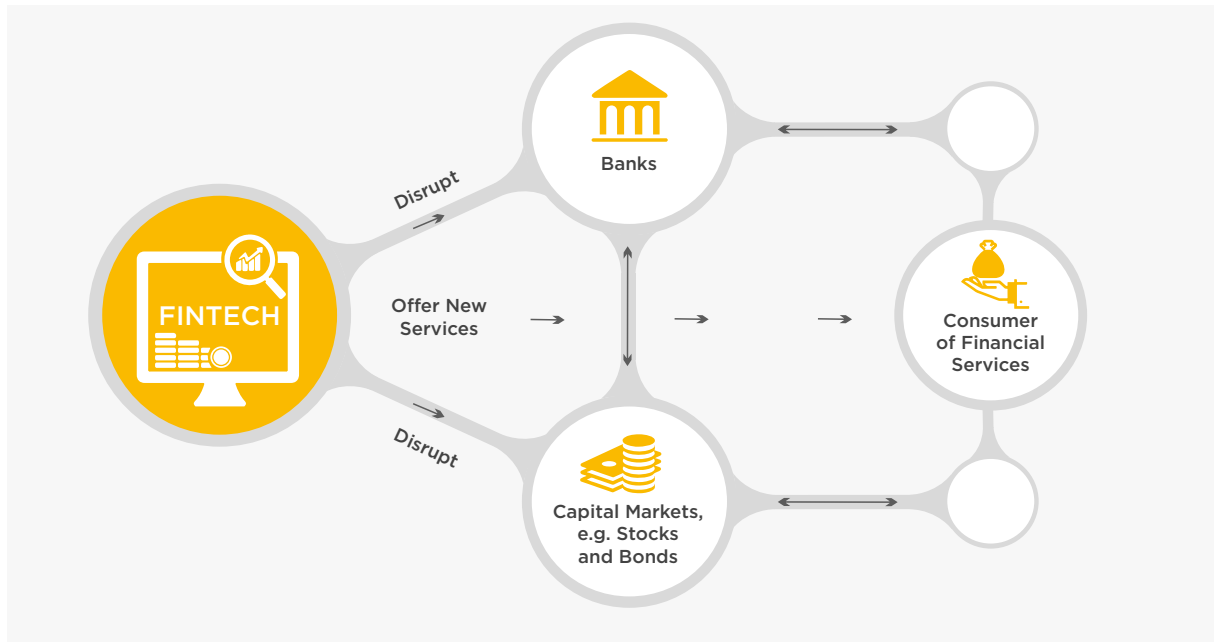 Banks
Disrupt
FINTECH
Offer New
Services
Consumer
of Financial
Services
Disrupt
Capital Markets,
e.g. Stocks
and Bonds